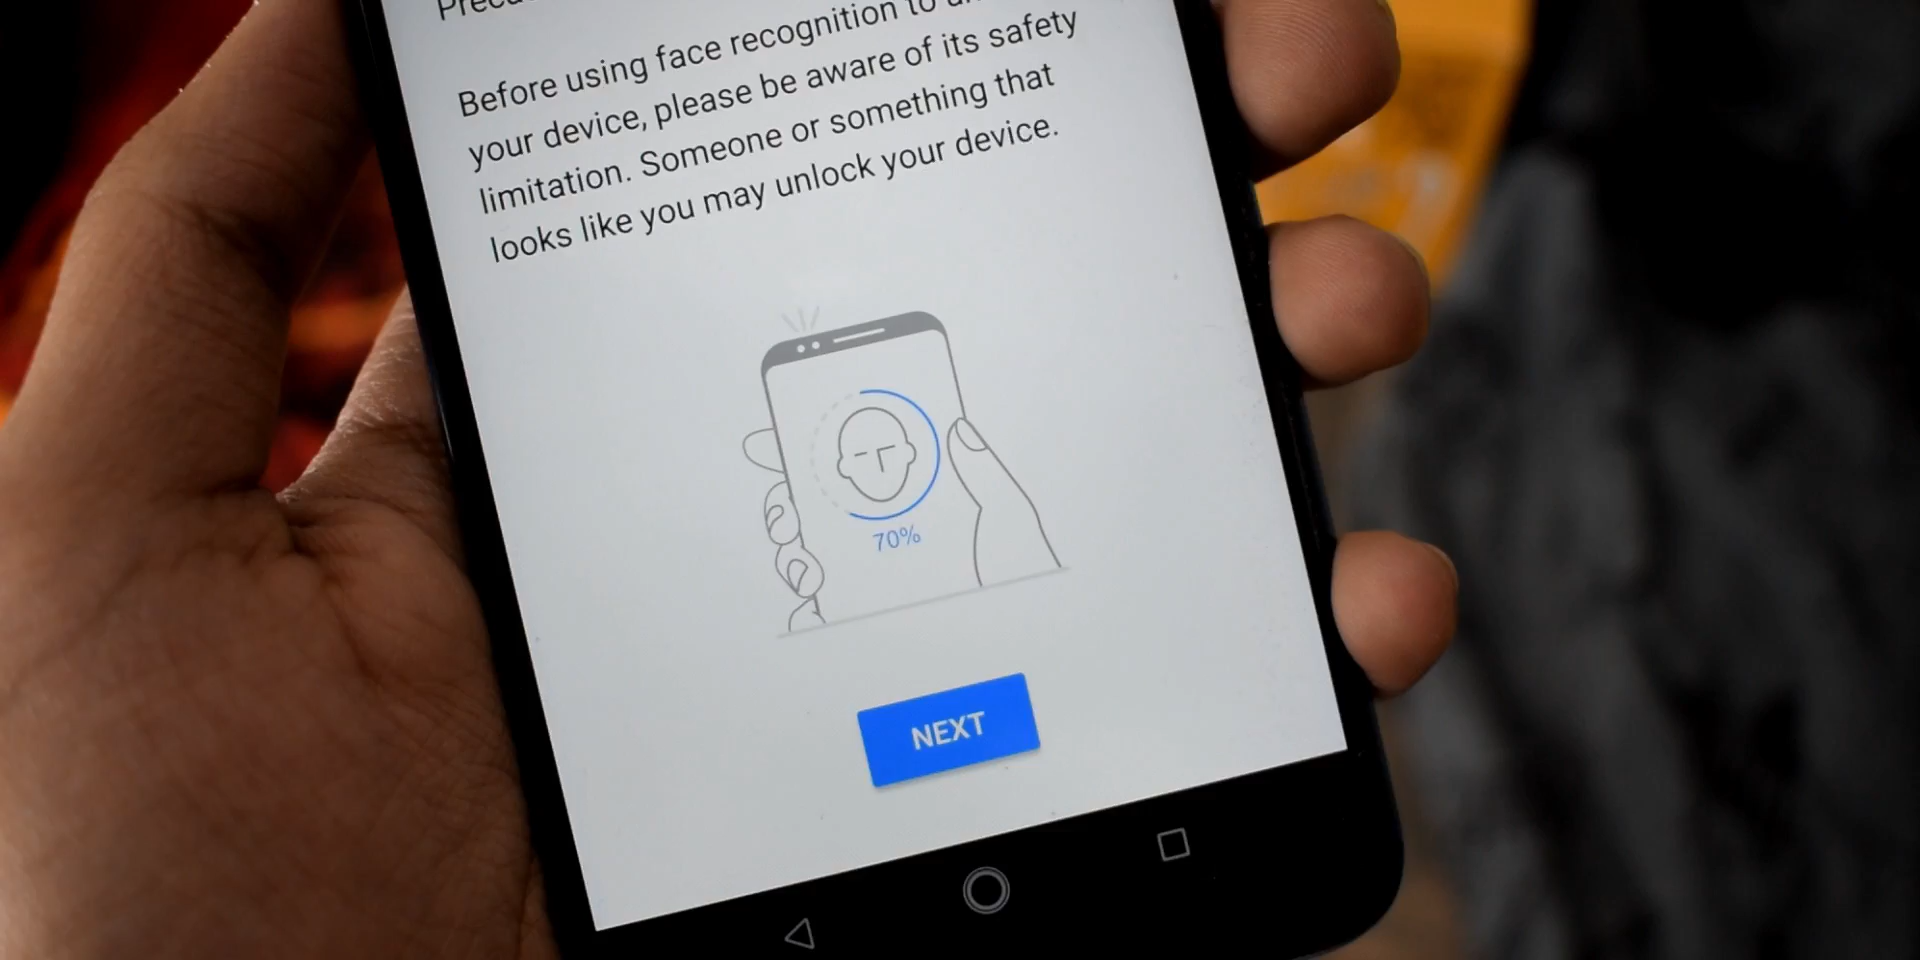 Before using face recognition to
your device, please be aware of its safety
limitation. Someone or something that
looks like you may unlock your device.
70%
NEXT